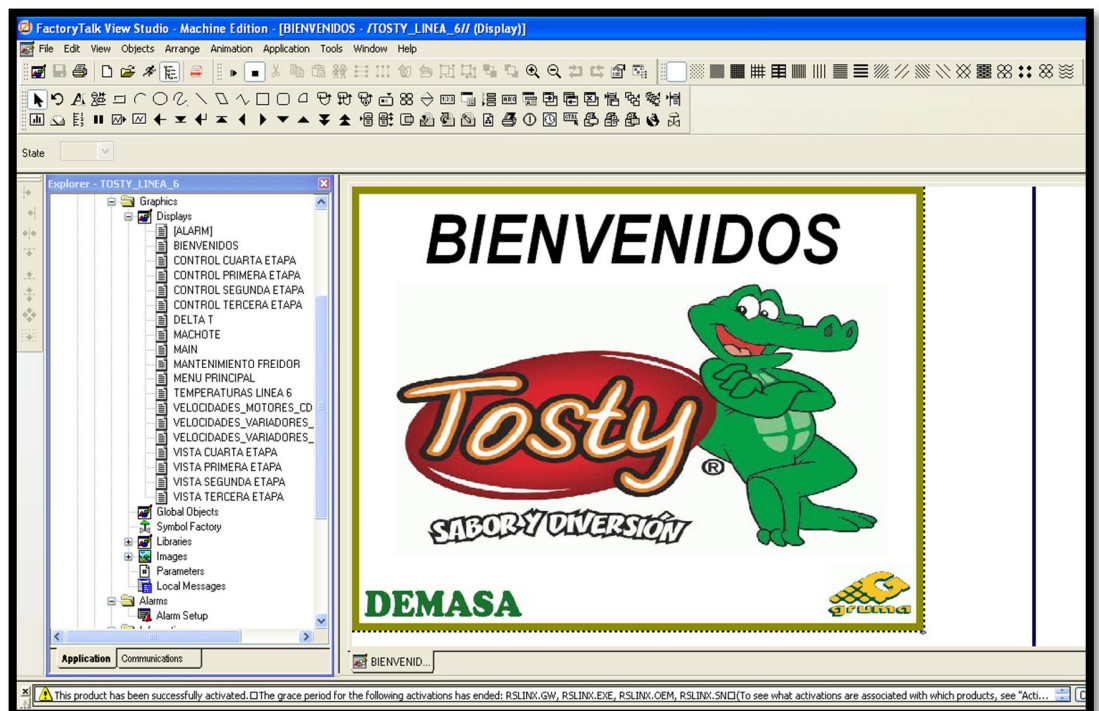 FactoryTalk View Studio - Machine Edition - [BIENVENIDOS - /TOSTY_LINEA_6// (Display)]
File Edit View Objects Arrange Animation Application Tools Window Help
State
Explorer - TOSTY_LINEA_6
Graphics
Displays
[ALARM]
BIENVENIDOS
CONTROL CUARTA ETAPA
CONTROL PRIMERA ETAPA
CONTROL SEGUNDA ETAPA
CONTROL TERCERA ETAPA
DELTA T
MACHOTE
MAIN
MANTENIMIENTO FREIDOR
MENU PRINCIPAL
TEMPERATURAS LINEA 6
VELOCIDADES_MOTORES_CD
VELOCIDADES_VARIADORES_
VELOCIDADES_VARIADORES_
VISTA CUARTA ETAPA
VISTA PRIMERA ETAPA
VISTA SEGUNDA ETAPA
VISTA TERCERA ETAPA
Global Objects
Symbol Factory
Libraries
Images
Parameters
Local Messages
Alarms
Alarm Setup
Application Communications
BIENVENIDOS
Tosty
®
SABOR Y DIVERSIÓN
DEMASA
G
gruma
BIENVENID...
This product has been successfully activated.□The grace period for the following activations has ended: RSLINX.GW, RSLINX.EXE, RSLINX.OEM, RSLINX.SN□(To see what activations are associated with which products, see "Acti...